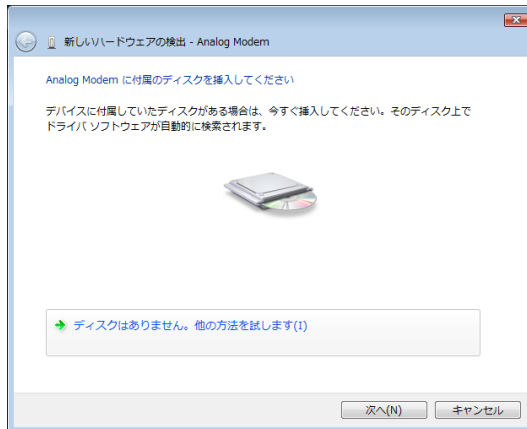 新しいハードウェアの検出 - Analog Modem
Analog Modem に付属のディスクを挿入してください
デバイスに付属していたディスクがある場合は、今すぐ挿入してください。そのディスク上で
ドライバ ソフトウェアが自動的に検索されます。
ディスクはありません。他の方法を試します(I)
次へ(N) キャンセル